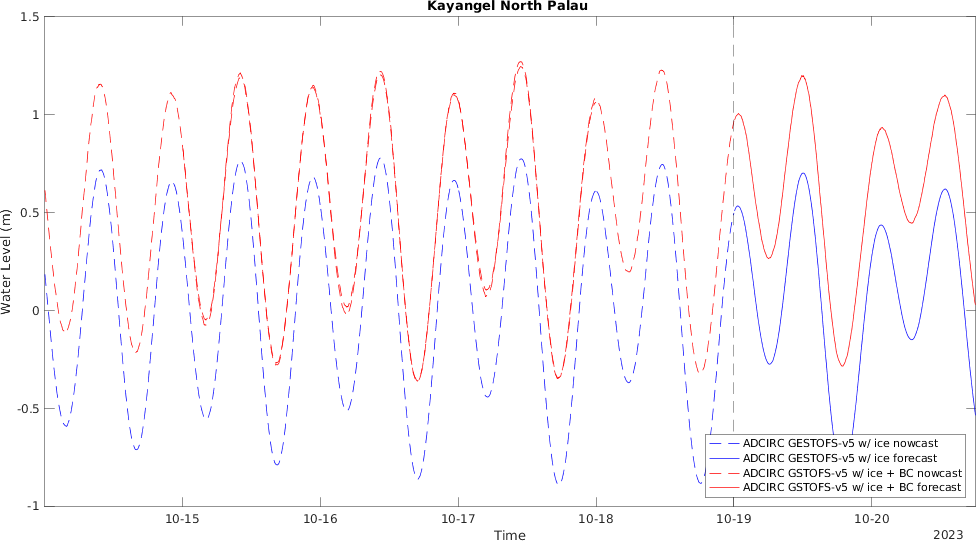 Kayangel North Palau
1.5
1
0.5
0
-0.5
-1
Water Level (m)
ADCIRC GESTOFS-v5 w/ ice nowcast
ADCIRC GESTOFS-v5 w/ ice forecast
ADCIRC GSTOFS-v5 w/ ice + BC nowcast
ADCIRC GSTOFS-v5 w/ ice + BC forecast
10-15 10-16 10-17 10-18 10-19 10-20
Time
2023